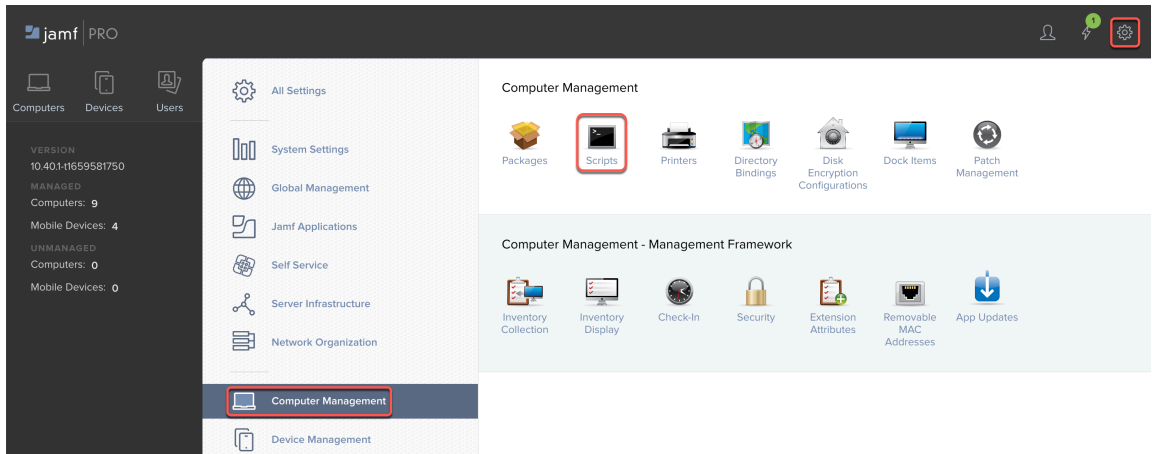 jamf PRO
1
Computers Devices Users
VERSION
10.40.1-t1659581750
MANAGED
Computers: 9
Mobile Devices: 4
UNMANAGED
Computers: 0
Mobile Devices: 0
All Settings
System Settings
Global Management
Jamf Applications
Self Service
Server Infrastructure
Network Organization
Computer Management
Device Management
Computer Management
Packages
Scripts
Printers
Directory
Bindings
Disk
Encryption
Configurations
Dock Items
Patch
Management
Computer Management - Management Framework
Inventory
Collection
Inventory
Display
Check-In
Security
Extension
Attributes
Removable
MAC
Addresses
App Updates